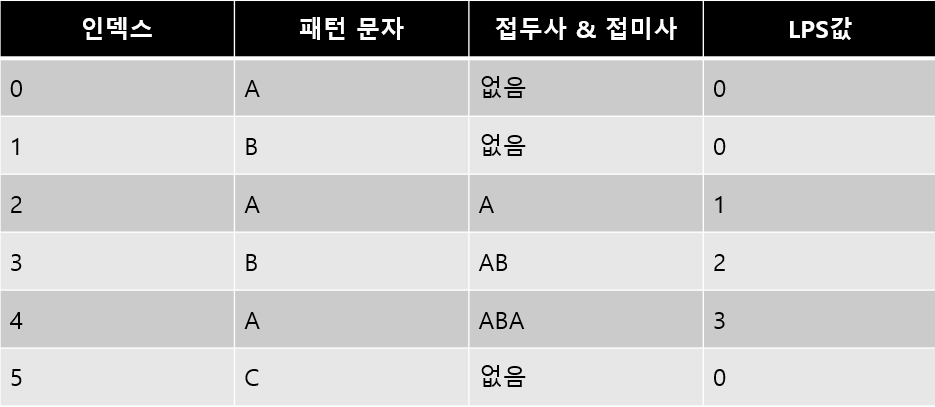 인덱스 패턴 문자 접두사 & 접미사 LPS값
0 A 없음 0
1 B 없음 0
2 A A 1
3 B AB 2
4 A ABA 3
5 C 없음 0